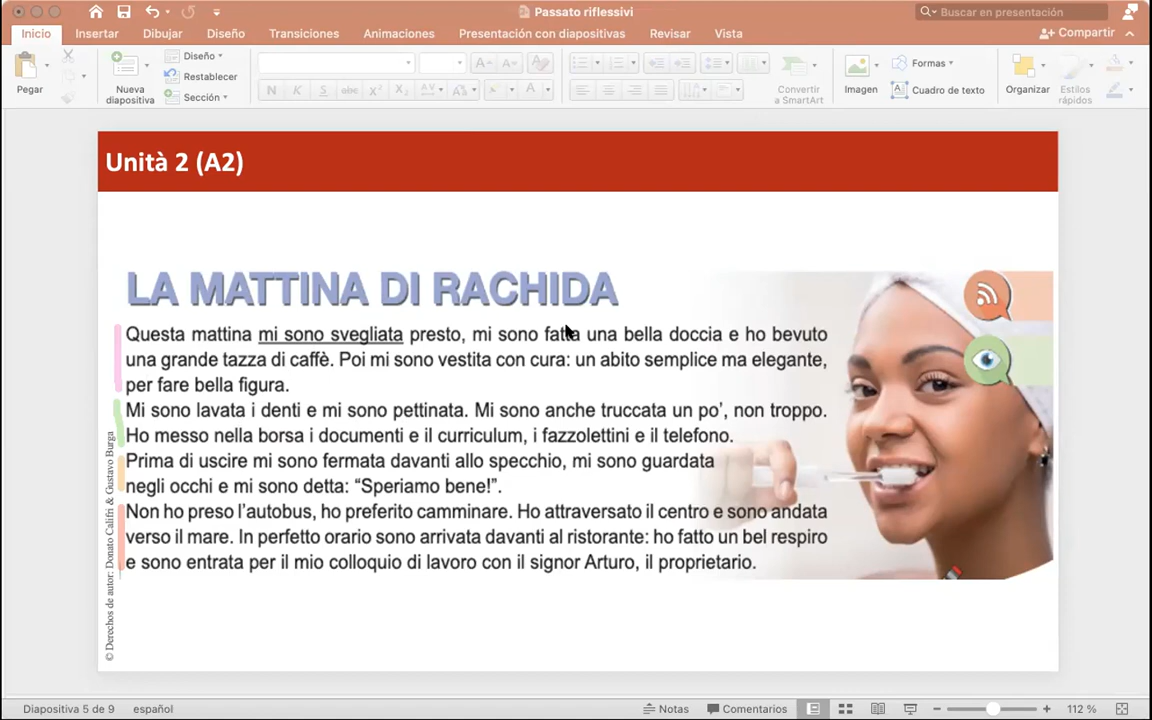 Passato riflessivi
Buscar en presentación
Inicio
Insertar
Dibujar
Diseño
Transiciones
Animaciones
Presentación con diapositivas
Revisar
Vista
Compartir
Pegar
Nueva
diapositiva
Diseño
Restablecer
Sección
N K S abc X² X₂ AV Aa A
Convertir
a SmartArt
Imagen
Formas
Cuadro de texto
Organizar
Estilos
rápidos
Unità 2 (A2)
LA MATTINA DI RACHIDA
Questa mattina mi sono svegliata presto, mi sono fatta una bella doccia e ho bevuto
una grande tazza di caffè. Poi mi sono vestita con cura: un abito semplice ma elegante,
per fare bella figura.
Mi sono lavata i denti e mi sono pettinata. Mi sono anche truccata un po’, non troppo.
Ho messo nella borsa i documenti e il curriculum, i fazzolettini e il telefono.
Prima di uscire mi sono fermata davanti allo specchio, mi sono guardata
negli occhi e mi sono detta: “Speriamo bene!”.
Non ho preso l’autobus, ho preferito camminare. Ho attraversato il centro e sono andata
verso il mare. In perfetto orario sono arrivata davanti al ristorante: ho fatto un bel respiro
e sono entrata per il mio colloquio di lavoro con il signor Arturo, il proprietario.
© Derechos de autor: Donato Califri & Gustavo Burga
Diapositiva 5 de 9
español
Notas
Comentarios
112 %